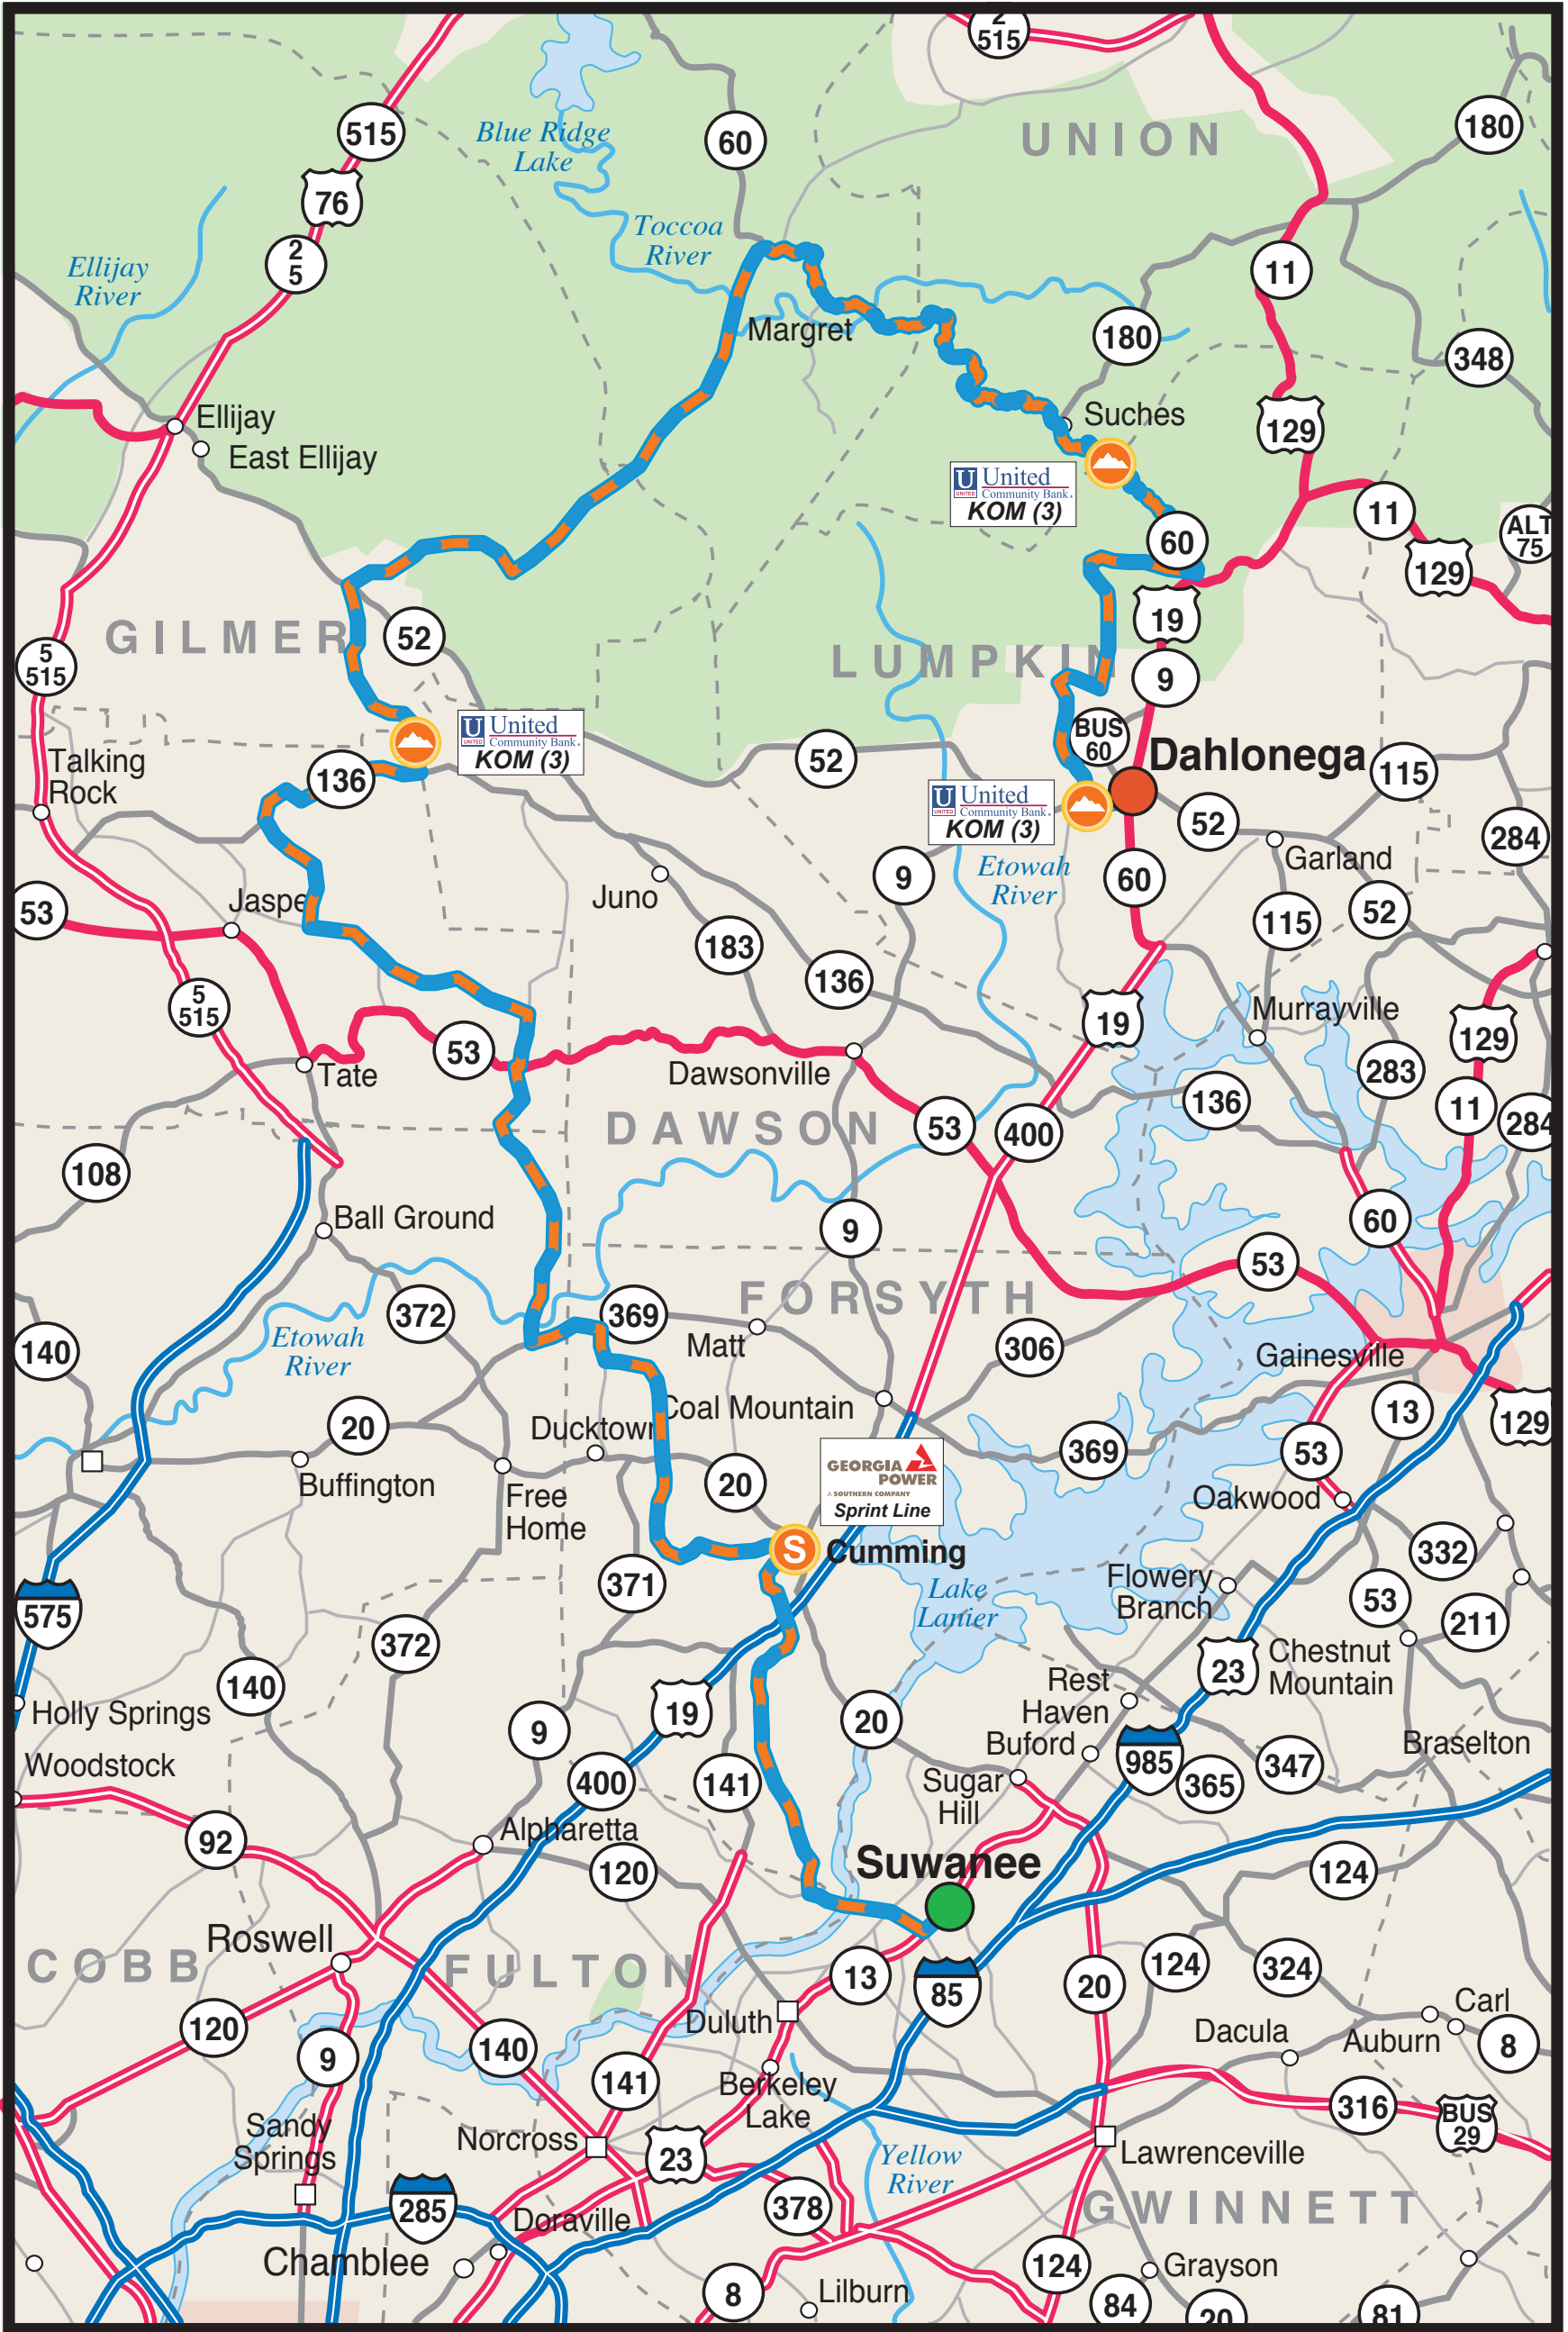 2
515
515
Blue Ridge
Lake
60
UNION
180
76
Toccoa
River
2
5
Ellijay
River
11
Margret
180
348
Ellijay
East Ellijay
Suches
129
U United
UNITED Community Bank.
KOM (3)
11
ALT
75
60
129
GILMER
52
19
5
515
LUMPKIN
9
U United
UNITED Community Bank.
KOM (3)
BUS
60
Talking
Rock
136
52
Dahlonega
115
U United
UNITED Community Bank.
KOM (3)
52
284
Garland
Etowah
River
9
60
Juno
Jaspe
53
115
52
183
136
5
515
19
Murrayville
129
53
Tate
Dawsonville
283
136
11
284
DAWSON
53
400
108
Ball Ground
9
60
53
FORSYTH
372
369
Etowah
River
Matt
306
140
Gainesville
Coal Mountain
13
129
20
Ducktown
369
53
GEORGIA
POWER
A SOUTHERN COMPANY
Sprint Line
Buffington
20
Free
Home
Oakwood
S
Cumming
332
371
Lake
Lanier
Flowery
Branch
53
211
575
372
23
Chestnut
Mountain
140
Rest
Haven
Holly Springs
19
20
9
Buford
985
Braselton
Woodstock
400
141
Sugar
Hill
365
347
92
Alpharetta
120
Suwanee
124
Roswell
COBB
FULTON
13
85
20
124
324
120
Duluth
Carl
Dacula
Auburn
8
9
140
141
Berkeley
Lake
316
BUS
29
Sandy
Springs
Norcross
23
Yellow
River
Lawrenceville
285
378
GWINNETT
Doraville
Chamblee
124
Grayson
8
Lilburn
84
20
81